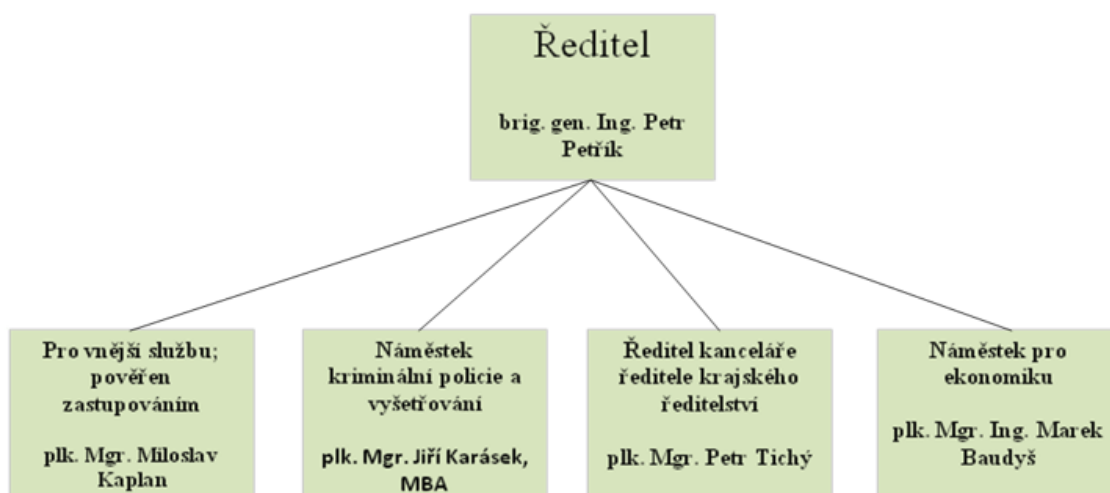 Ředitel
brig. gen. Ing. Petr
Petřík
Pro vnější službu;
pověřen
zastupováním
plk. Mgr. Miloslav
Kaplan
Náměstek
kriminální policie a
vyšetřování
plk. Mgr. Jiří Karásek,
MBA
Ředitel kanceláře
ředitele krajského
ředitelství
plk. Mgr. Petr Tichý
Náměstek pro
ekonomiku
plk. Mgr. Ing. Marek
Baudyš